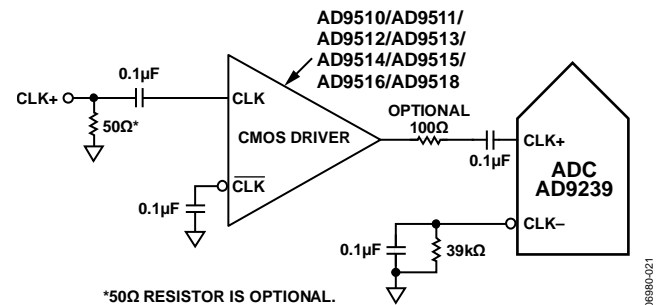 AD9510/AD9511/
AD9512/AD9513/
AD9514/AD9515/
AD9516/AD9518
0.1µF
CLK+
CLK
50Ω*
CMOS DRIVER
OPTIONAL
100Ω
0.1µF
CLK+
ADC
AD9239
CLK
0.1µF
CLK–
0.1µF
39kΩ
*50Ω RESISTOR IS OPTIONAL.
06980-021